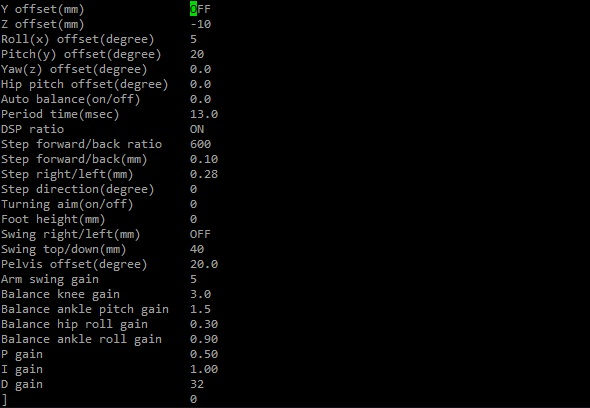 Y offset(mm) OFF
Z offset(mm) -10
Roll(x) offset(degree) 5
Pitch(y) offset(degree) 20
Yaw(z) offset(degree) 0.0
Hip pitch offset(degree) 0.0
Auto balance(on/off) 0.0
Period time(msec) 13.0
DSP ratio ON
Step forward/back ratio 600
Step forward/back(mm) 0.10
Step right/left(mm) 0.28
Step direction(degree) 0
Turning aim(on/off) 0
Foot height(mm) 0
Swing right/left(mm) OFF
Swing top/down(mm) 40
Pelvis offset(degree) 20.0
Arm swing gain 5
Balance knee gain 3.0
Balance ankle pitch gain 1.5
Balance hip roll gain 0.30
Balance ankle roll gain 0.90
P gain 0.50
I gain 1.00
D gain 32
] 0